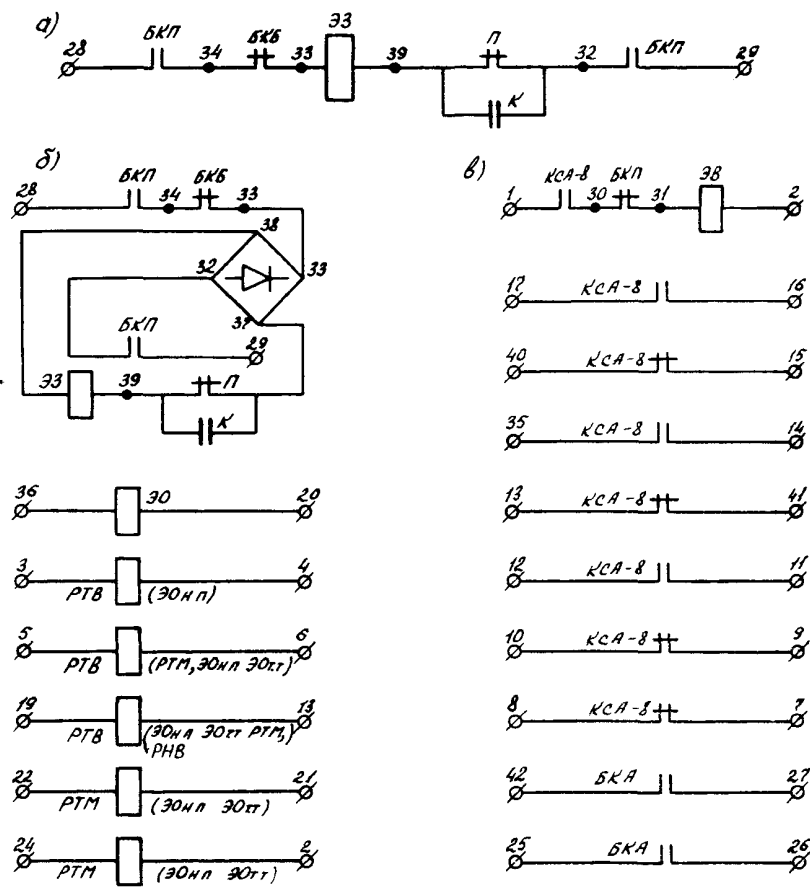 а)
28 БКП 34 БКБ 33 ЭЗ 39 П 32 БКП 29
К
б)
28 БКП 34 БКБ 33
38
32 33
37
БКП 29
ЭЗ 39 П
К
36 ЭО 20
3 РТВ (ЭОнп) 4
5 РТВ (РТМ, ЭОнп ЭОтт) 6
19 РТВ (ЭОнп ЭОтт РТМ,) 13
РНВ
22 РТМ (ЭОнп ЭОтт) 21
24 РТМ (ЭОнп ЭОтт) 2
в)
1 КСА-8 30 БКП 31 ЭВ 2
17 КСА-8 16
40 КСА-8 15
35 КСА-8 14
13 КСА-8 41
12 КСА-8 11
10 КСА-8 9
8 КСА-8 7
42 БКА 27
25 БКА 26